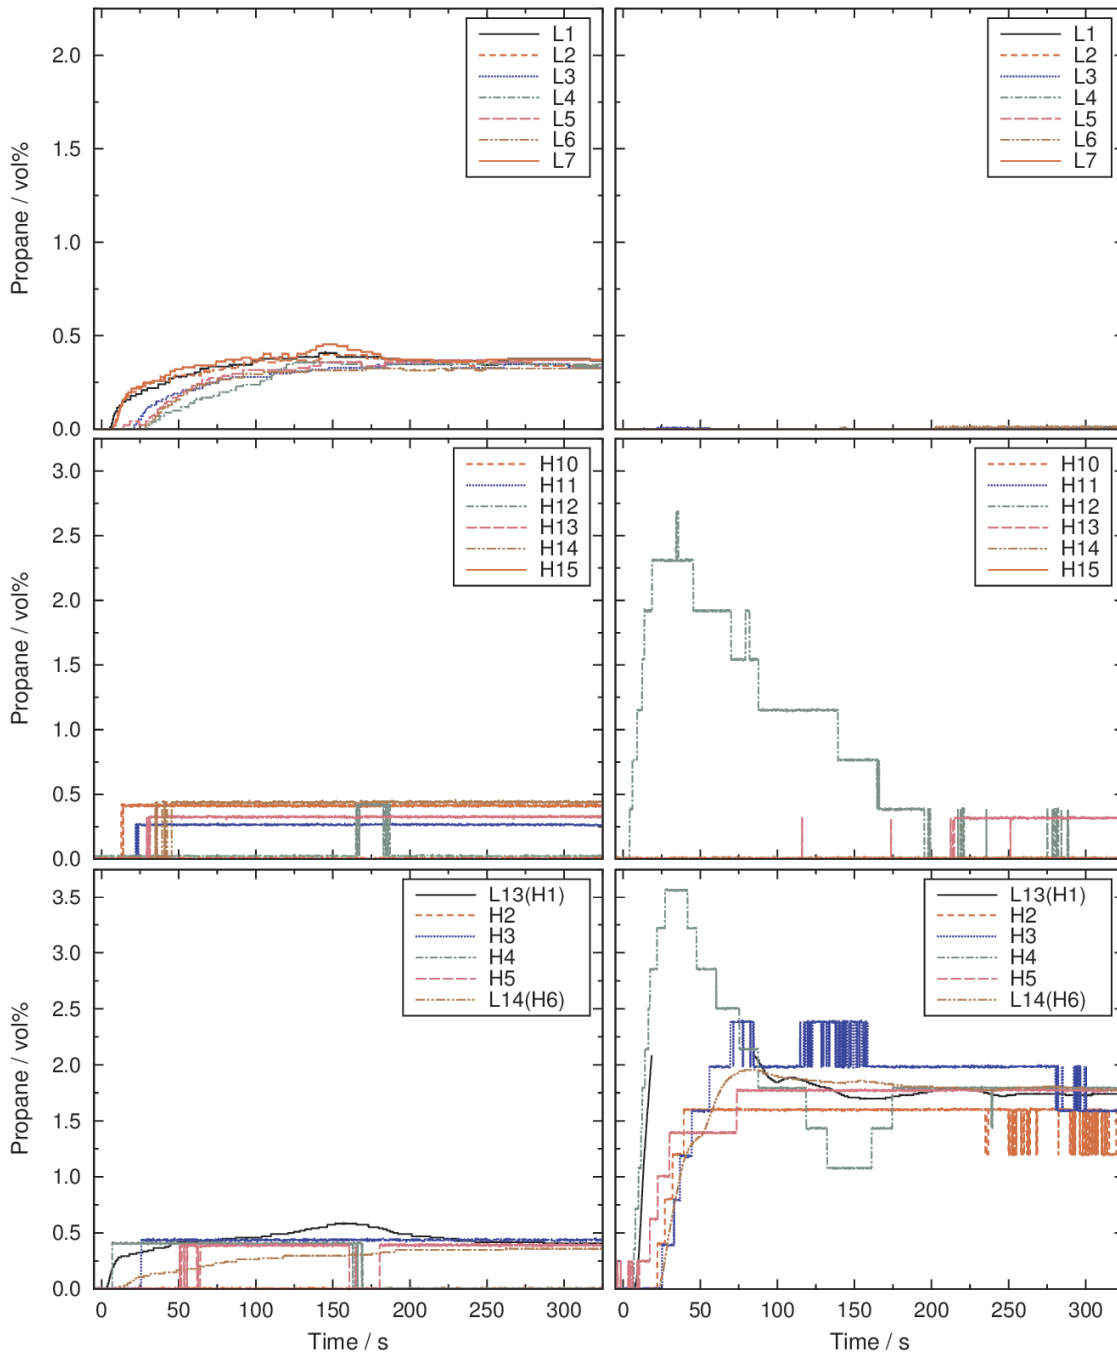 L1
L2
L3
L4
L5
L6
L7
2.0
1.5
1.0
0.5
0.0
Propane / vol%
L1
L2
L3
L4
L5
L6
L7
H10
H11
H12
H13
H14
H15
3.0
2.5
2.0
1.5
1.0
0.5
0.0
Propane / vol%
H10
H11
H12
H13
H14
H15
L13(H1)
H2
H3
H4
H5
L14(H6)
3.5
3.0
2.5
2.0
1.5
1.0
0.5
0.0
Propane / vol%
0 50 100 150 200 250 300
Time / s
L13(H1)
H2
H3
H4
H5
L14(H6)
0 50 100 150 200 250 300
Time / s